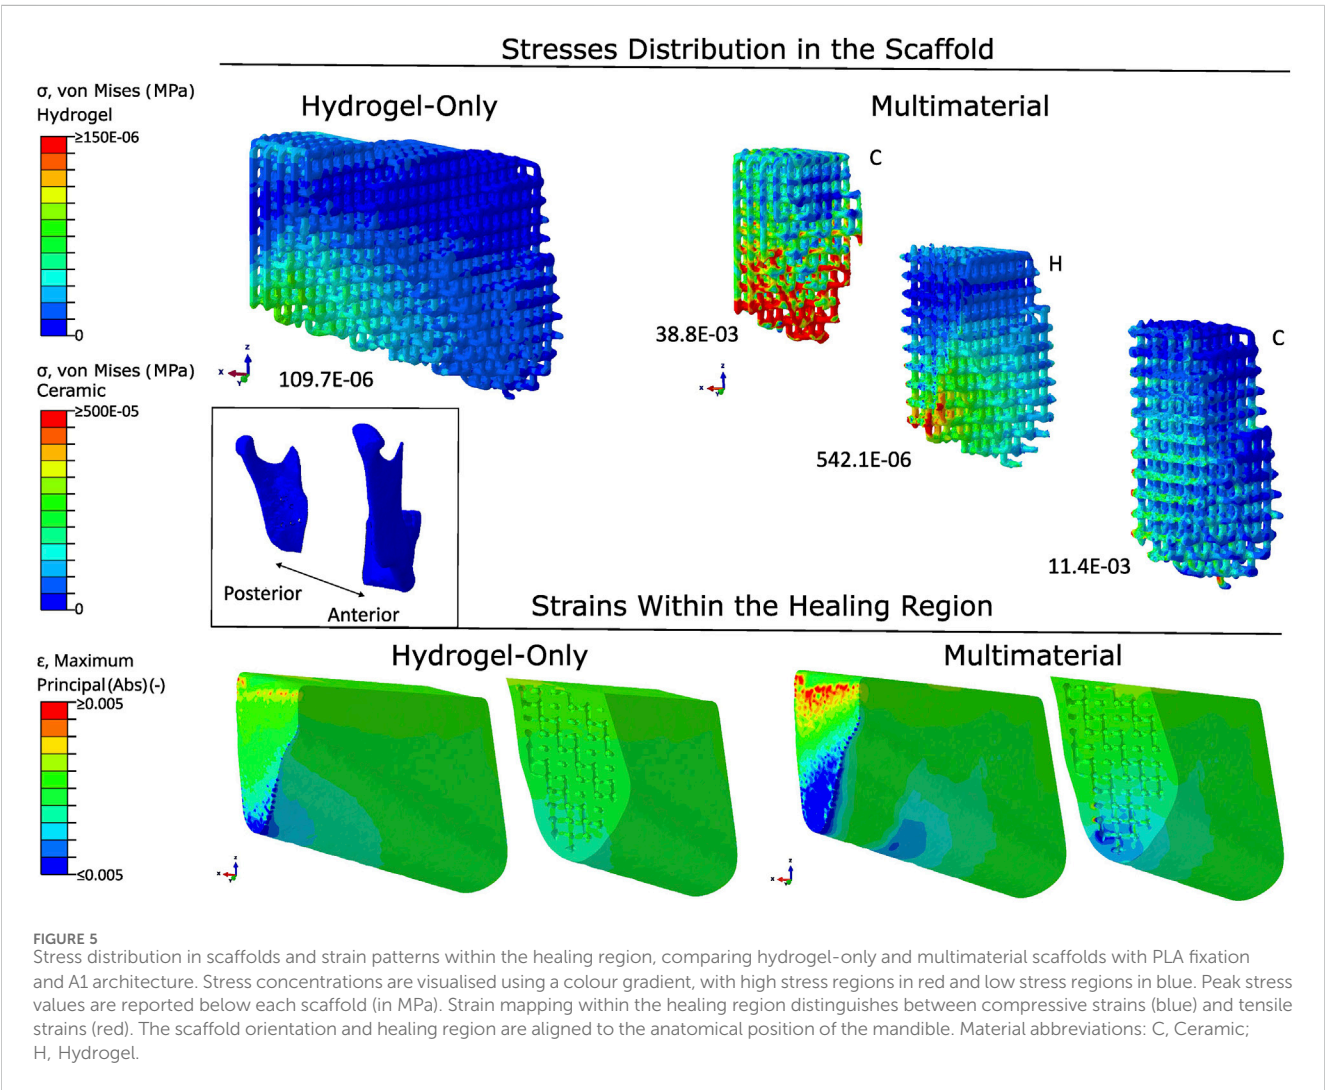 Stresses Distribution in the Scaffold
σ, von Mises (MPa)
Hydrogel
≥150E-06
0
σ, von Mises (MPa)
Ceramic
≥500E-05
0
Hydrogel-Only
109.7E-06
z
x
Y
Multimaterial
C
38.8E-03
z
x
Y
H
542.1E-06
C
11.4E-03
Posterior
Anterior
Strains Within the Healing Region
ε, Maximum
Principal(Abs)(-)
≥0.005
≤0.005
Hydrogel-Only
z
x
Y
Multimaterial
z
x
Y
FIGURE 5
Stress distribution in scaffolds and strain patterns within the healing region, comparing hydrogel-only and multimaterial scaffolds with PLA fixation
and A1 architecture. Stress concentrations are visualised using a colour gradient, with high stress regions in red and low stress regions in blue. Peak stress
values are reported below each scaffold (in MPa). Strain mapping within the healing region distinguishes between compressive strains (blue) and tensile
strains (red). The scaffold orientation and healing region are aligned to the anatomical position of the mandible. Material abbreviations: C, Ceramic;
H, Hydrogel.